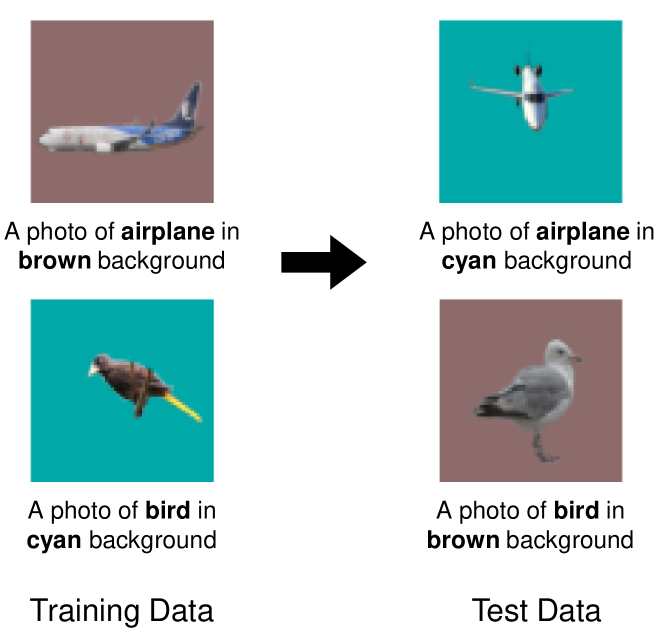 A photo of airplane in
brown background
A photo of airplane in
cyan background
A photo of bird in
cyan background
A photo of bird in
brown background
Training Data
Test Data